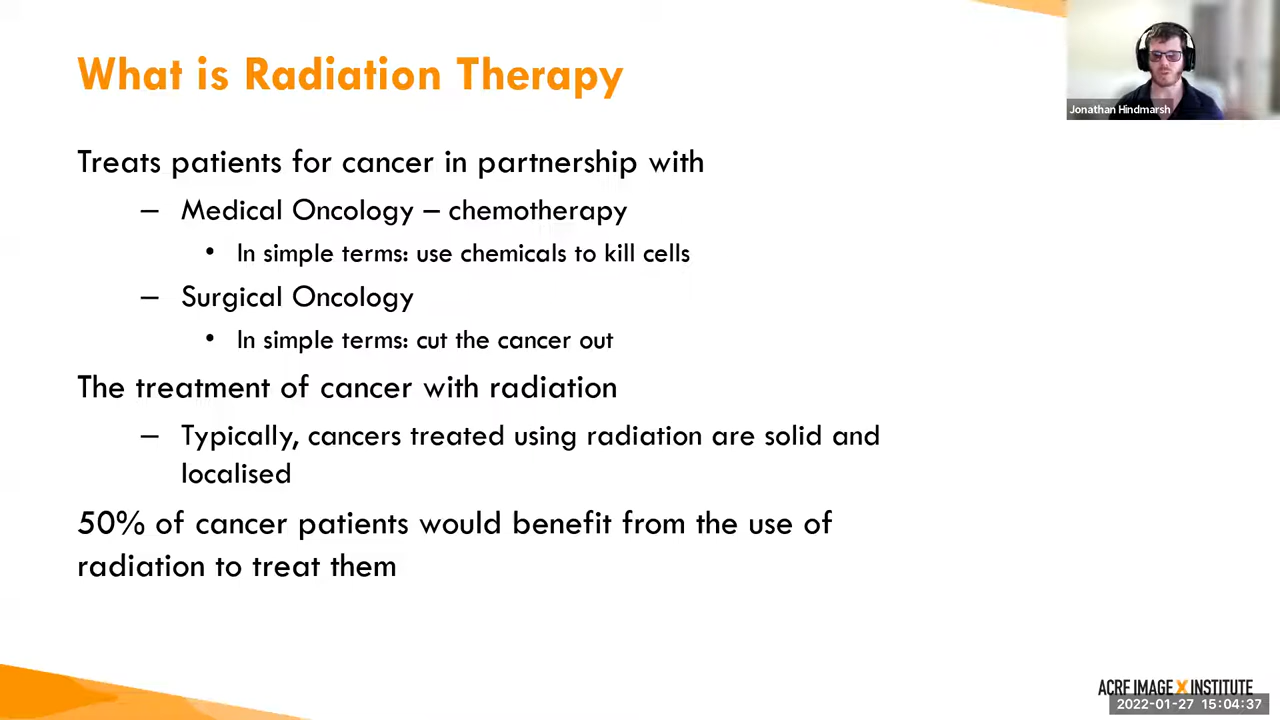 What is Radiation Therapy
Jonathan Hindmarsh
Treats patients for cancer in partnership with
– Medical Oncology – chemotherapy
• In simple terms: use chemicals to kill cells
– Surgical Oncology
• In simple terms: cut the cancer out
The treatment of cancer with radiation
– Typically, cancers treated using radiation are solid and
localised
50% of cancer patients would benefit from the use of
radiation to treat them
ACRF IMAGE X INSTITUTE
2022-01-27 15:04:37